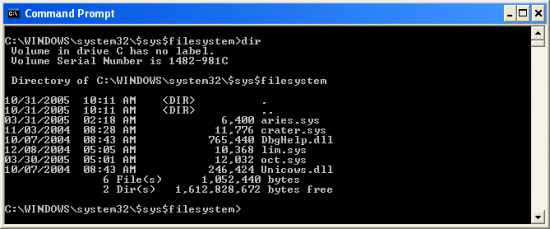 Command Prompt
C:\WINDOWS\system32\$sys$filesystem>dir
 Volume in drive C has no label.
 Volume Serial Number is 1482-981C
 Directory of C:\WINDOWS\system32\$sys$filesystem
10/31/2005  10:11 AM    <DIR>          .
10/31/2005  10:11 AM    <DIR>          ..
03/31/2005  02:18 AM             6,400 aries.sys
11/03/2004  08:28 AM            11,776 crater.sys
10/07/2004  08:43 AM           765,440 DbgHelp.dll
12/08/2004  05:05 AM            10,368 lim.sys
03/30/2005  05:01 AM            12,032 oct.sys
10/07/2004  08:43 AM           246,424 Unicows.dll
               6 File(s)      1,052,440 bytes
               2 Dir(s)   1,612,828,672 bytes free
C:\WINDOWS\system32\$sys$filesystem>